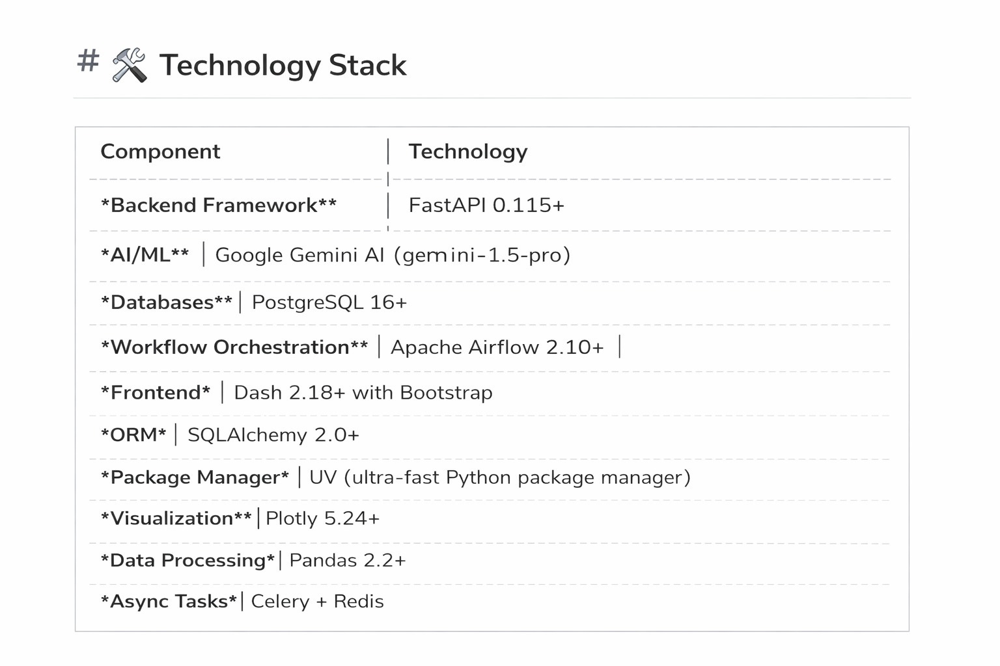 # 🛠 Technology Stack
Component | Technology
*Backend Framework** | FastAPI 0.115+
*AI/ML** | Google Gemini AI (gemini-1.5-pro)
*Databases** | PostgreSQL 16+
*Workflow Orchestration** | Apache Airflow 2.10+ |
*Frontend* | Dash 2.18+ with Bootstrap
*ORM* | SQLAlchemy 2.0+
*Package Manager* | UV (ultra-fast Python package manager)
*Visualization** | Plotly 5.24+
*Data Processing* | Pandas 2.2+
*Async Tasks* | Celery + Redis